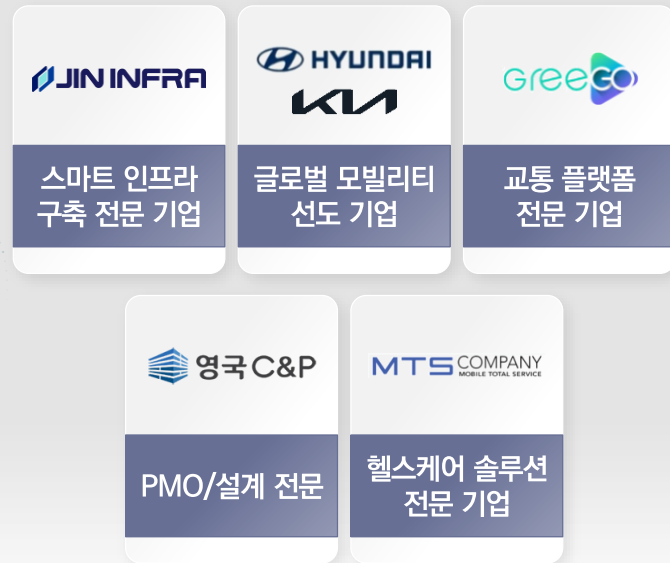 JIN INFRA
스마트 인프라
구축 전문 기업
HYUNDAI
KIA
글로벌 모빌리티
선도 기업
GreeGO
교통 플랫폼
전문 기업
영국 C&P
PMO/설계 전문
MTS COMPANY
MOBILE TOTAL SERVICE
헬스케어 솔루션
전문 기업